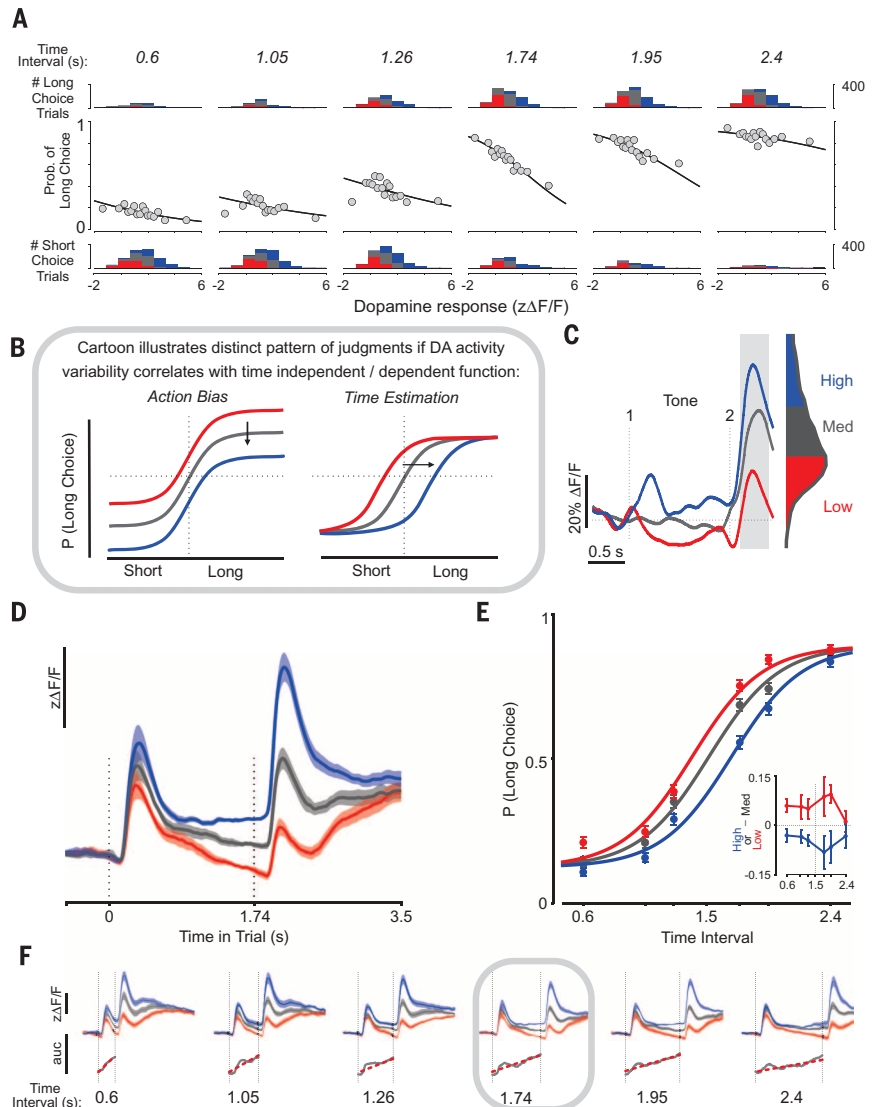 A
Time
Interval (s):
0.6 1.05 1.26 1.74 1.95 2.4
# Long
Choice
Trials
400
Prob. of
Long Choice
1
0
1
0
# Short
Choice
Trials
400
-2 6 -2 6 -2 6 -2 6 -2 6 -2 6
Dopamine response (zΔF/F)
B
Cartoon illustrates distinct pattern of judgments if DA activity
variability correlates with time independent / dependent function:
Action Bias
Time Estimation
P (Long Choice)
Short Long
Short Long
C
1 Tone 2
High
Med
Low
20% ΔF/F
0.5 s
D
zΔF/F
0 1.74 3.5
Time in Trial (s)
E
1
0.5
0
P (Long Choice)
0.6 1.5 2.4
Time Interval
0.15
0
-0.15
High
or
Low
– Med
0.6 1.5 2.4
F
zΔF/F
auc
Time
Interval (s):
0.6 1.05 1.26 1.74 1.95 2.4